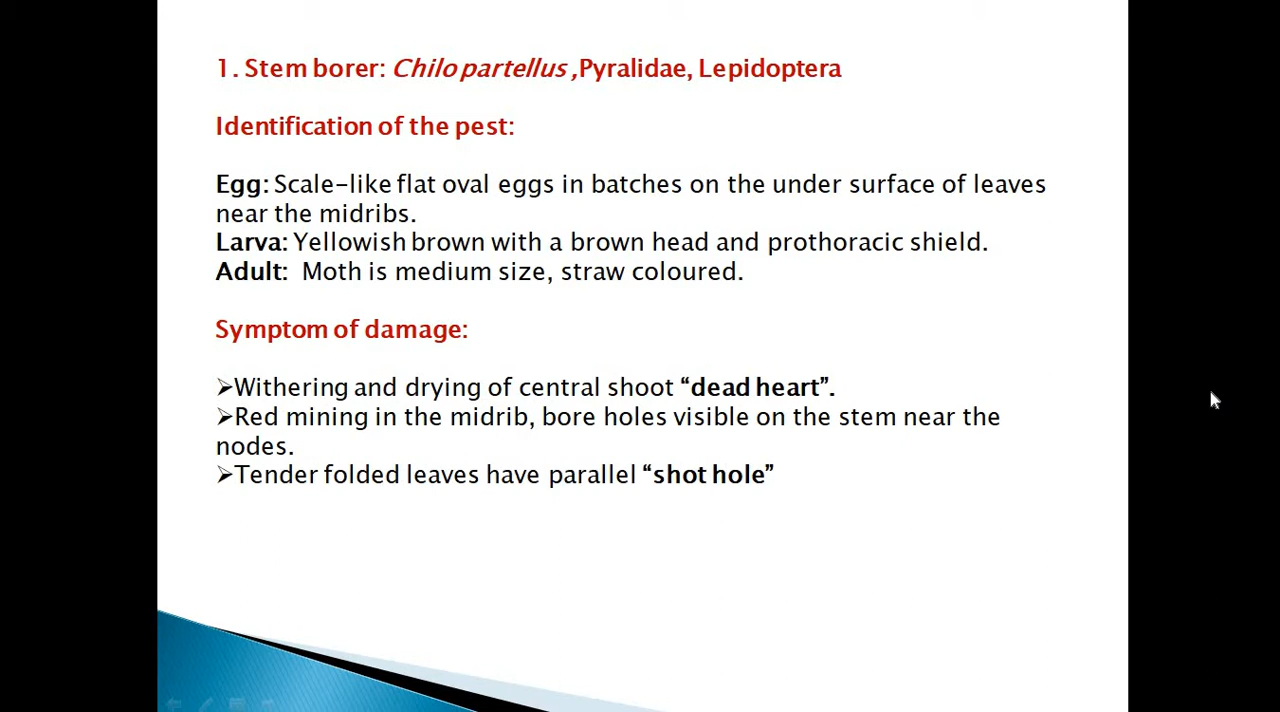 1. Stem borer: Chilo partellus ,Pyralidae, Lepidoptera
Identification of the pest:
Egg: Scale-like flat oval eggs in batches on the under surface of leaves
near the midribs.
Larva: Yellowish brown with a brown head and prothoracic shield.
Adult: Moth is medium size, straw coloured.
Symptom of damage:
➢Withering and drying of central shoot “dead heart”.
➢Red mining in the midrib, bore holes visible on the stem near the
nodes.
➢Tender folded leaves have parallel “shot hole”